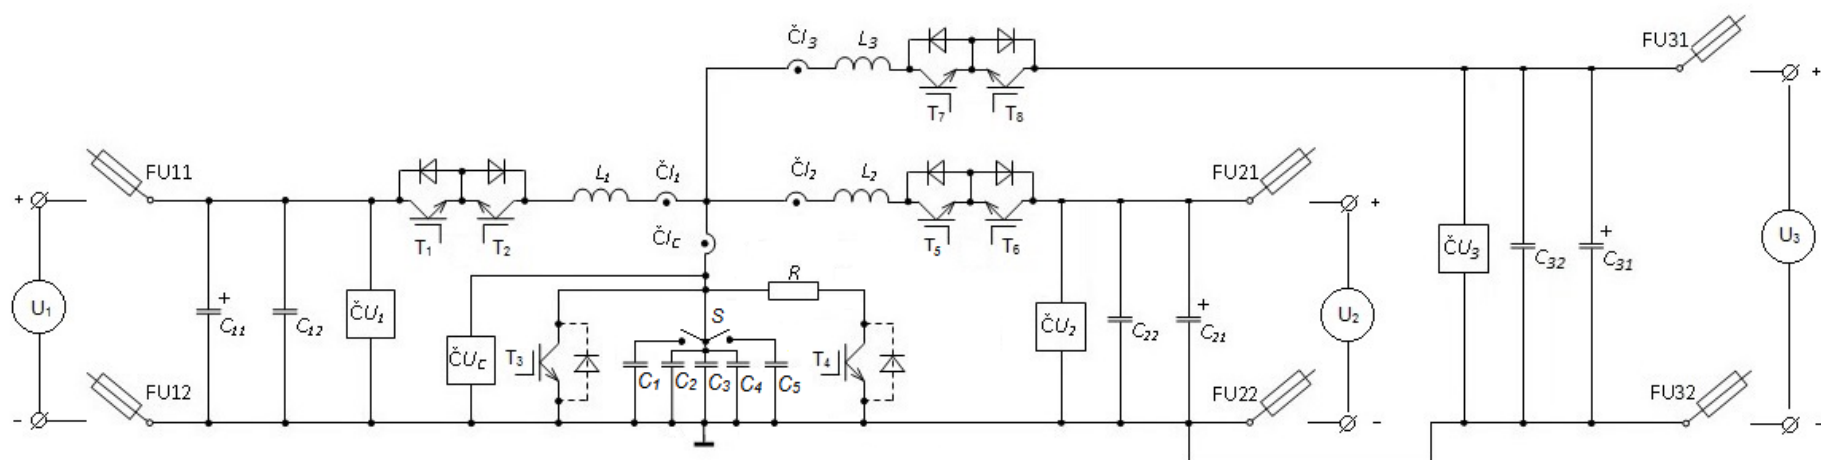 ČI3
L3
FU31
T7
T8
+
U3
ČU3
C32
+
C31
FU32
-
FU11
+
U1
-
FU12
+
C11
C12
ČU1
T1
T2
L1
ČI1
ČI2
L2
T5
T6
FU21
+
U2
-
FU22
ČIC
ČUC
R
S
T3
T4
C1
C2
C3
C4
C5
ČU2
C22
+
C21